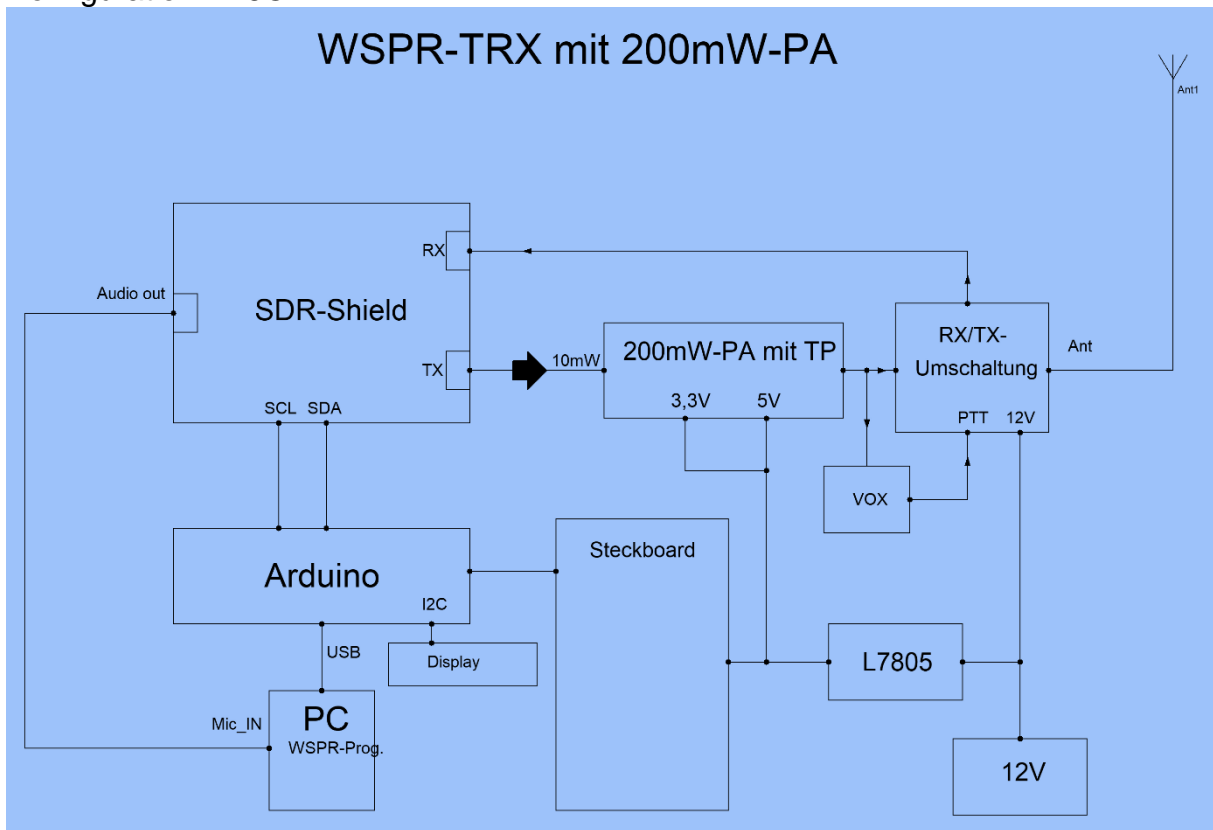 WSPR-TRX mit 200mW-PA
Ant1
RX
Audio out
SDR-Shield
RX/TX-
Umschaltung
Ant
200mW-PA mit TP
10mW
TX
3,3V 5V
PTT 12V
SCL SDA
VOX
Steckboard
Arduino
I2C
USB
Display
L7805
PC
Mic_IN
WSPR-Prog.
12V